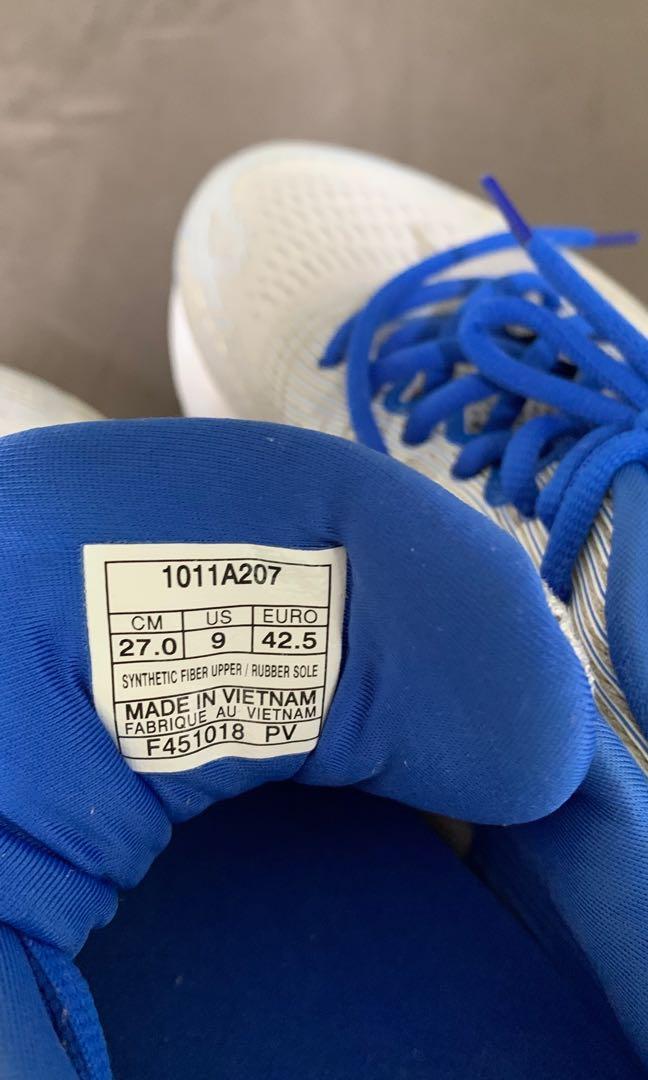 1011A207
CM US EURO
27.0 9 42.5
SYNTHETIC FIBER UPPER / RUBBER SOLE
MADE IN VIETNAM
FABRIQUE AU VIETNAM
F451018 PV